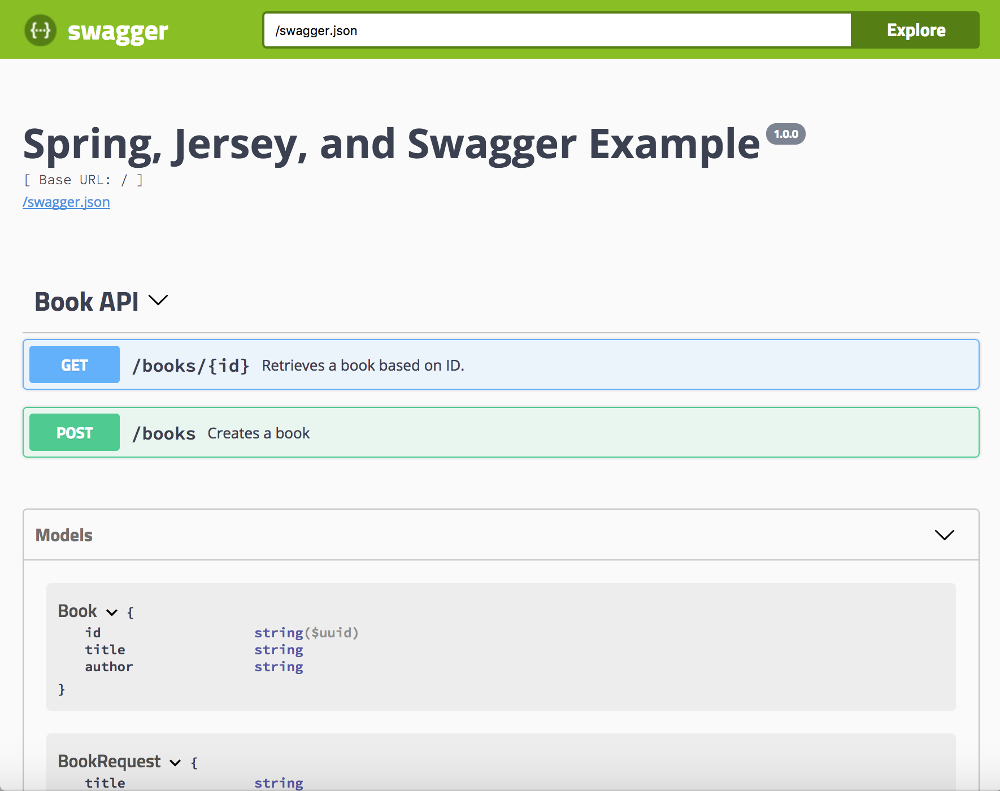 {···} swagger /swagger.json Explore
Spring, Jersey, and Swagger Example 1.0.0
[ Base URL: / ]
/swagger.json
Book API
GET /books/{id} Retrieves a book based on ID.
POST /books Creates a book
Models
Book {
id string($uuid)
title string
author string
}
BookRequest {
title string